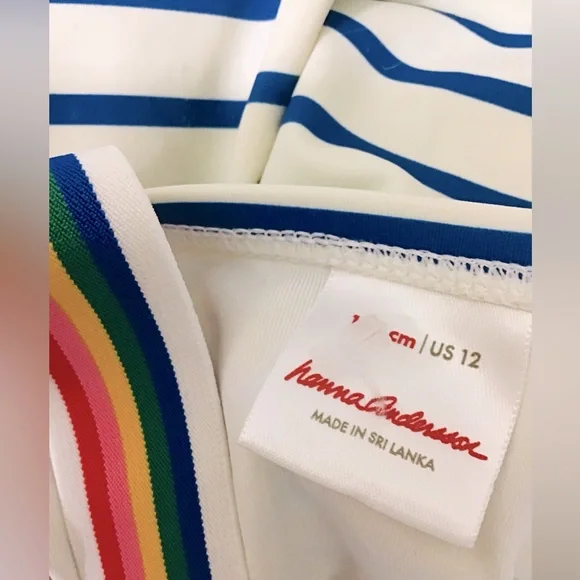 cm | US 12
hanna andersson
MADE IN SRI LANKA